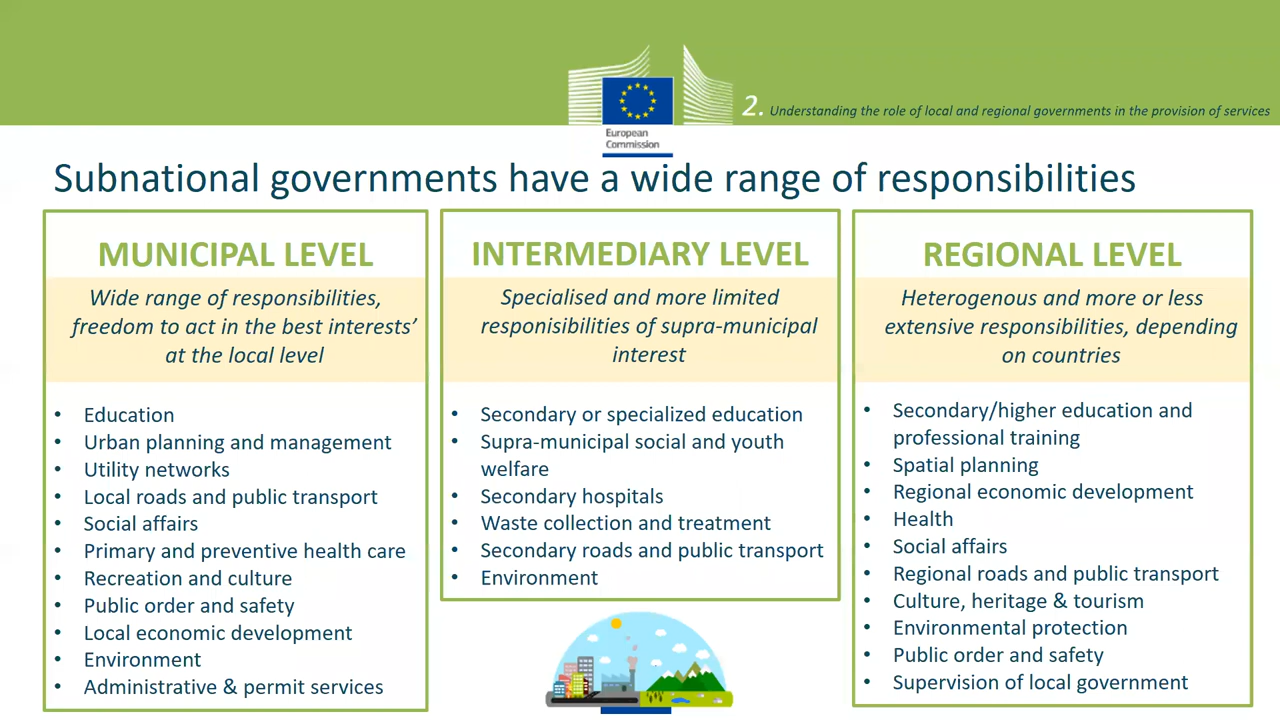 European
Commission
2. Understanding the role of local and regional governments in the provision of services
Subnational governments have a wide range of responsibilities
MUNICIPAL LEVEL
Wide range of responsibilities,
freedom to act in the best interests’
at the local level
• Education
• Urban planning and management
• Utility networks
• Local roads and public transport
• Social affairs
• Primary and preventive health care
• Recreation and culture
• Public order and safety
• Local economic development
• Environment
• Administrative & permit services
INTERMEDIARY LEVEL
Specialised and more limited
responisibilities of supra-municipal
interest
• Secondary or specialized education
• Supra-municipal social and youth
welfare
• Secondary hospitals
• Waste collection and treatment
• Secondary roads and public transport
• Environment
REGIONAL LEVEL
Heterogenous and more or less
extensive responsibilities, depending
on countries
• Secondary/higher education and
professional training
• Spatial planning
• Regional economic development
• Health
• Social affairs
• Regional roads and public transport
• Culture, heritage & tourism
• Environmental protection
• Public order and safety
• Supervision of local government